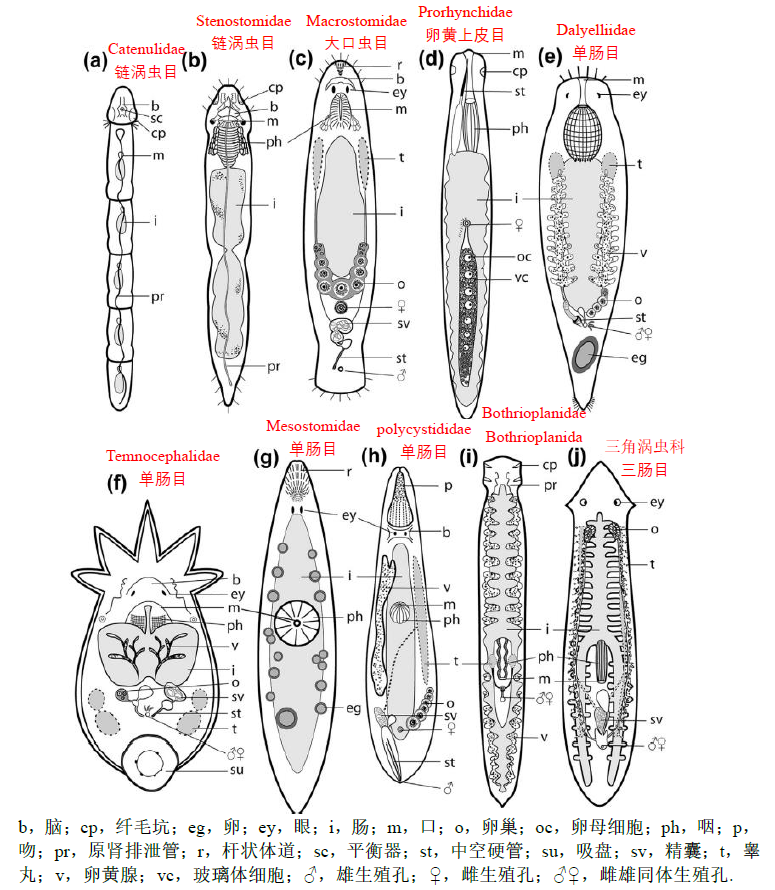 Catenulidae
链涡虫目
(a)
b
sc
cp
m
i
pr
Stenostomidae
链涡虫目
(b)
cp
b
m
ph
i
pr
Macrostomidae
大口虫目
(c)
r
b
ey
m
t
i
o
♀
sv
st
♂
Prorhynchidae
卵黄上皮目
(d)
m
cp
st
ph
i
♀
oc
vc
Dalyelliidae
单肠目
(e)
m
ey
t
v
o
st
♂♀
eg
Temnocephalidae
单肠目
(f)
b
ey
m
ph
v
i
o
sv
st
t
♂♀
su
Mesostomidae
单肠目
(g)
r
ey
i
ph
eg
polycystididae
单肠目
(h)
p
b
v
m
ph
t
o
sv
♀
st
♂
Bothrioplanidae
Bothrioplanida
(i)
cp
pr
i
ph
m
♂♀
v
三角涡虫科
三肠目
(j)
ey
o
t
sv
♂♀
b，脑；cp，纤毛坑；eg，卵；ey，眼；i，肠；m，口；o，卵巢；oc，卵母细胞；ph，咽；p，
吻；pr，原肾排泄管；r，杆状体道；sc，平衡器；st，中空硬管；su，吸盘；sv，精囊；t，睾
丸；v，卵黄腺；vc，玻璃体细胞；♂，雄生殖孔；♀，雌生殖孔；♂♀，雌雄同体生殖孔.